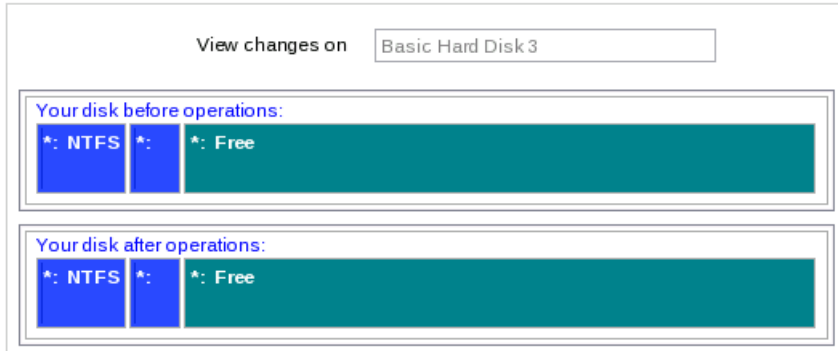 View changes on Basic Hard Disk 3
Your disk before operations:
*: NTFS *: *: Free
Your disk after operations:
*: NTFS *: *: Free